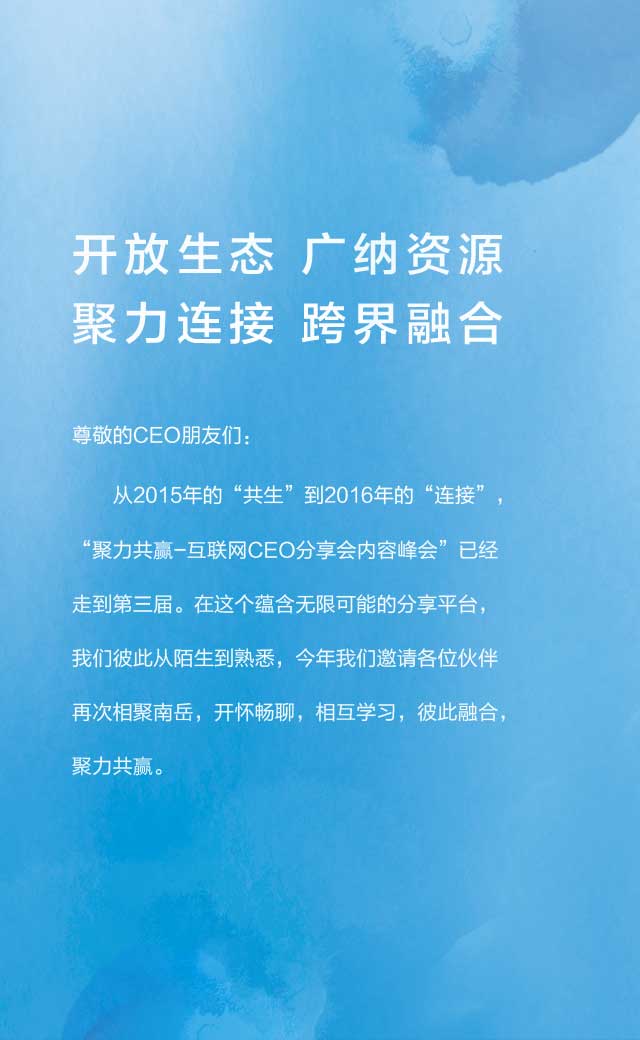 开放生态 广纳资源
聚力连接 跨界融合
尊敬的CEO朋友们：
从2015年的“共生”到2016年的“连接”，
“聚力共赢-互联网CEO分享会内容峰会”已经
走到第三届。在这个蕴含无限可能的分享平台，
我们彼此从陌生到熟悉，今年我们邀请各位伙伴
再次相聚南岳，开怀畅聊，相互学习，彼此融合，
聚力共赢。